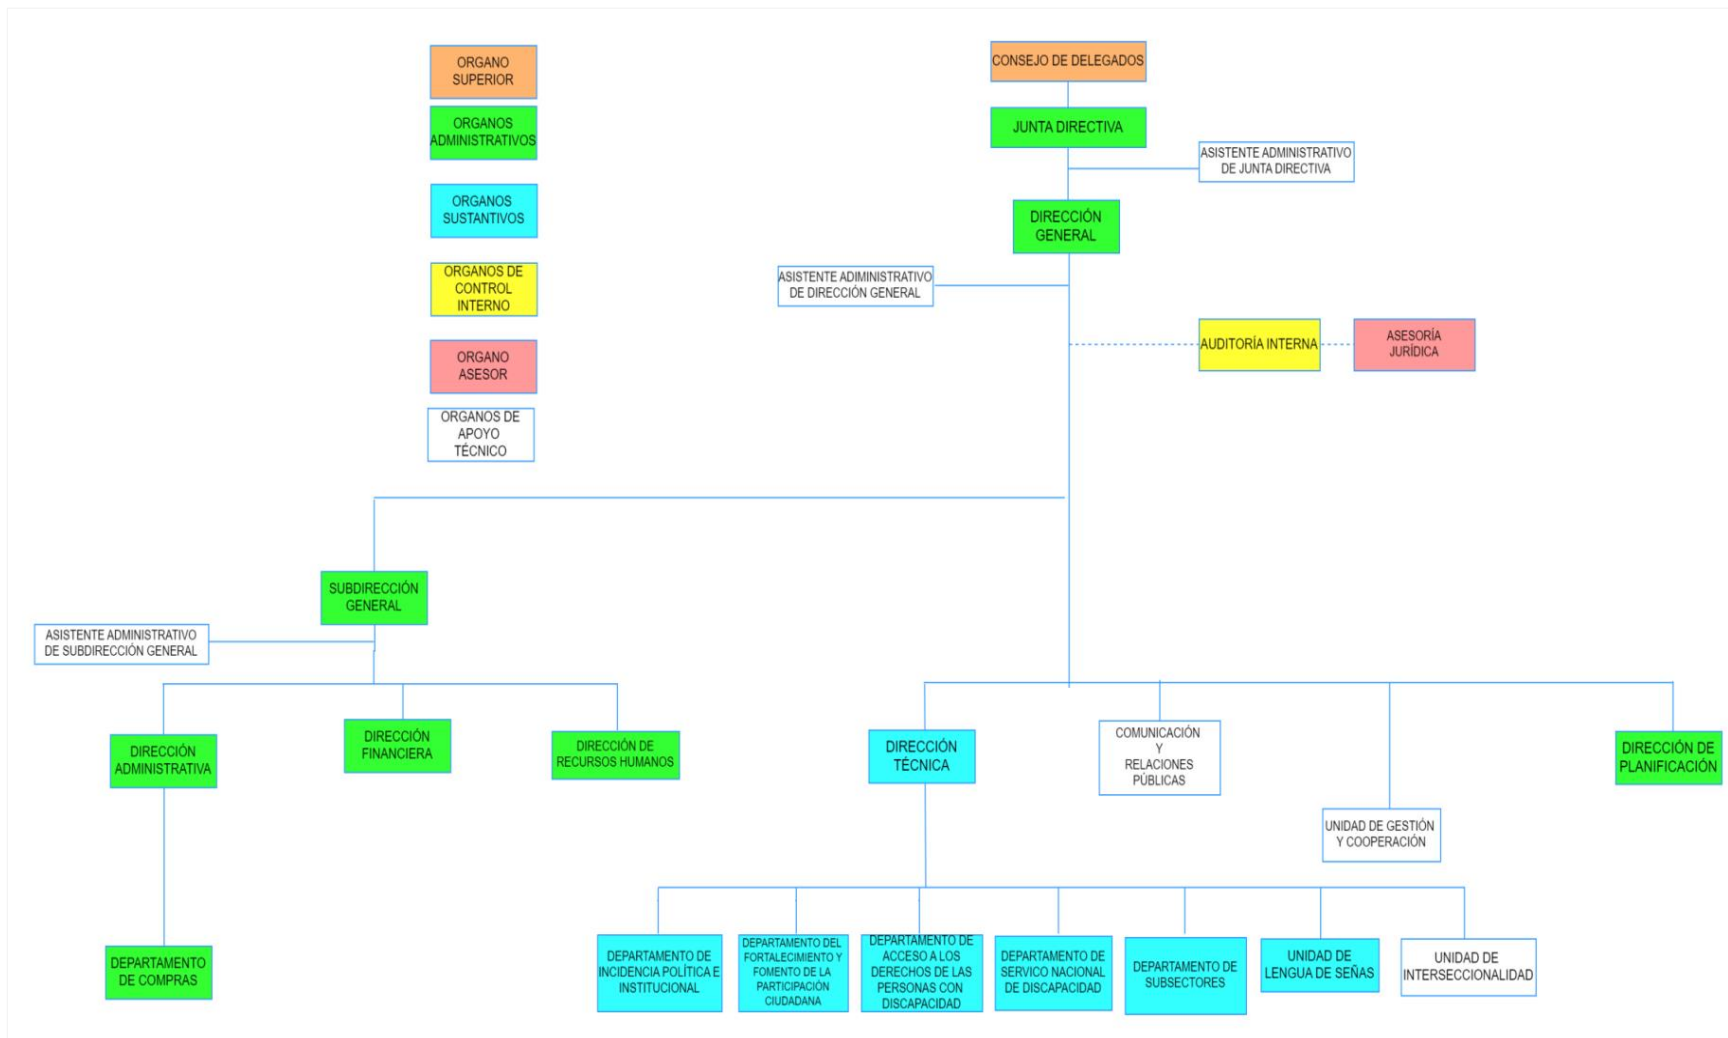 ORGANO
SUPERIOR
ORGANOS
ADMINISTRATIVOS
ORGANOS
SUSTANTIVOS
ORGANOS DE
CONTROL
INTERNO
ORGANO
ASESOR
ORGANOS DE
APOYO
TÉCNICO
CONSEJO DE DELEGADOS
JUNTA DIRECTIVA
ASISTENTE ADMINISTRATIVO
DE JUNTA DIRECTIVA
DIRECCIÓN
GENERAL
ASISTENTE ADIMINISTRATIVO
DE DIRECCIÓN GENERAL
AUDITORÍA INTERNA
ASESORÍA
JURÍDICA
SUBDIRECCIÓN
GENERAL
ASISTENTE ADMINISTRATIVO
DE SUBDIRECCIÓN GENERAL
DIRECCIÓN
ADMINISTRATIVA
DIRECCIÓN
FINANCIERA
DIRECCIÓN DE
RECURSOS HUMANOS
DIRECCIÓN
TÉCNICA
COMUNICACIÓN
Y
RELACIONES
PÚBLICAS
UNIDAD DE GESTIÓN
Y COOPERACIÓN
DIRECCIÓN DE
PLANIFICACIÓN
DEPARTAMENTO
DE COMPRAS
DEPARTAMENTO DE
INCIDENCIA POLÍTICA E
INSTITUCIONAL
DEPARTAMENTO DEL
FORTALECIMIENTO Y
FOMENTO DE LA
PARTICIPACIÓN
CIUDADANA
DEPARTAMENTO DE
ACCESO A LOS
DERECHOS DE LAS
PERSONAS CON
DISCAPACIDAD
DEPARTAMENTO DE
SERVICO NACIONAL
DE DISCAPACIDAD
DEPARTAMENTO DE
SUBSECTORES
UNIDAD DE
LENGUA DE SEÑAS
UNIDAD DE
INTERSECCIONALIDAD